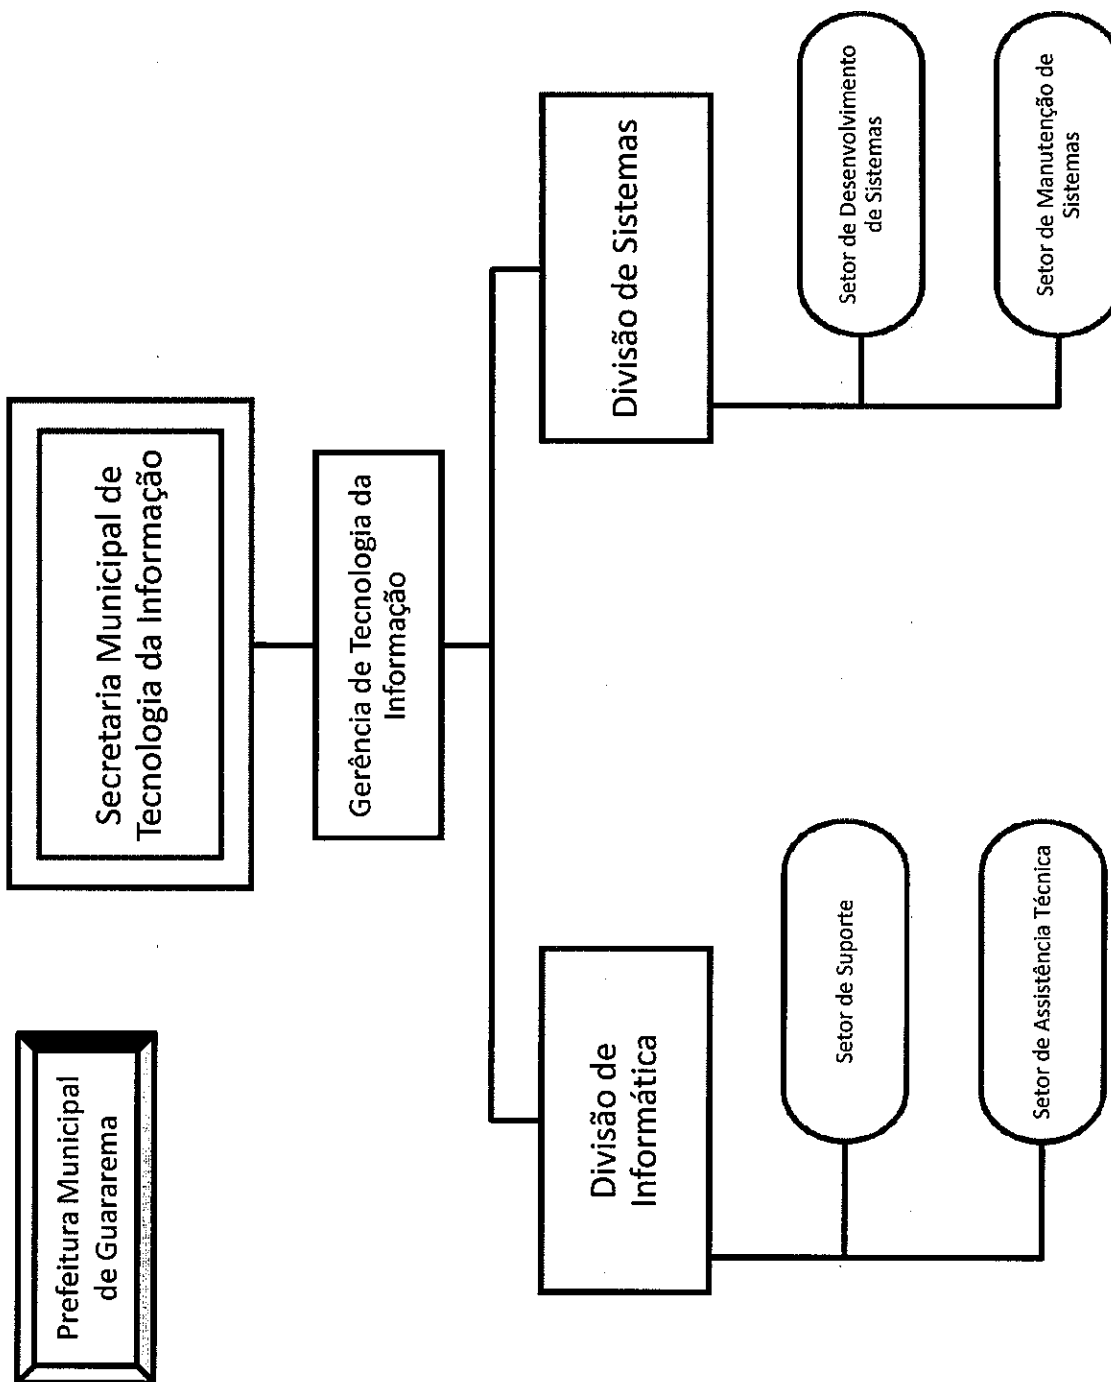 Prefeitura Municipal
de Guararema
Secretaria Municipal de
Tecnologia da Informação
Gerência de Tecnologia da
Informação
Divisão de
Informática
Divisão de Sistemas
Setor de Suporte
Setor de Assistência Técnica
Setor de Desenvolvimento
de Sistemas
Setor de Manutenção de
Sistemas